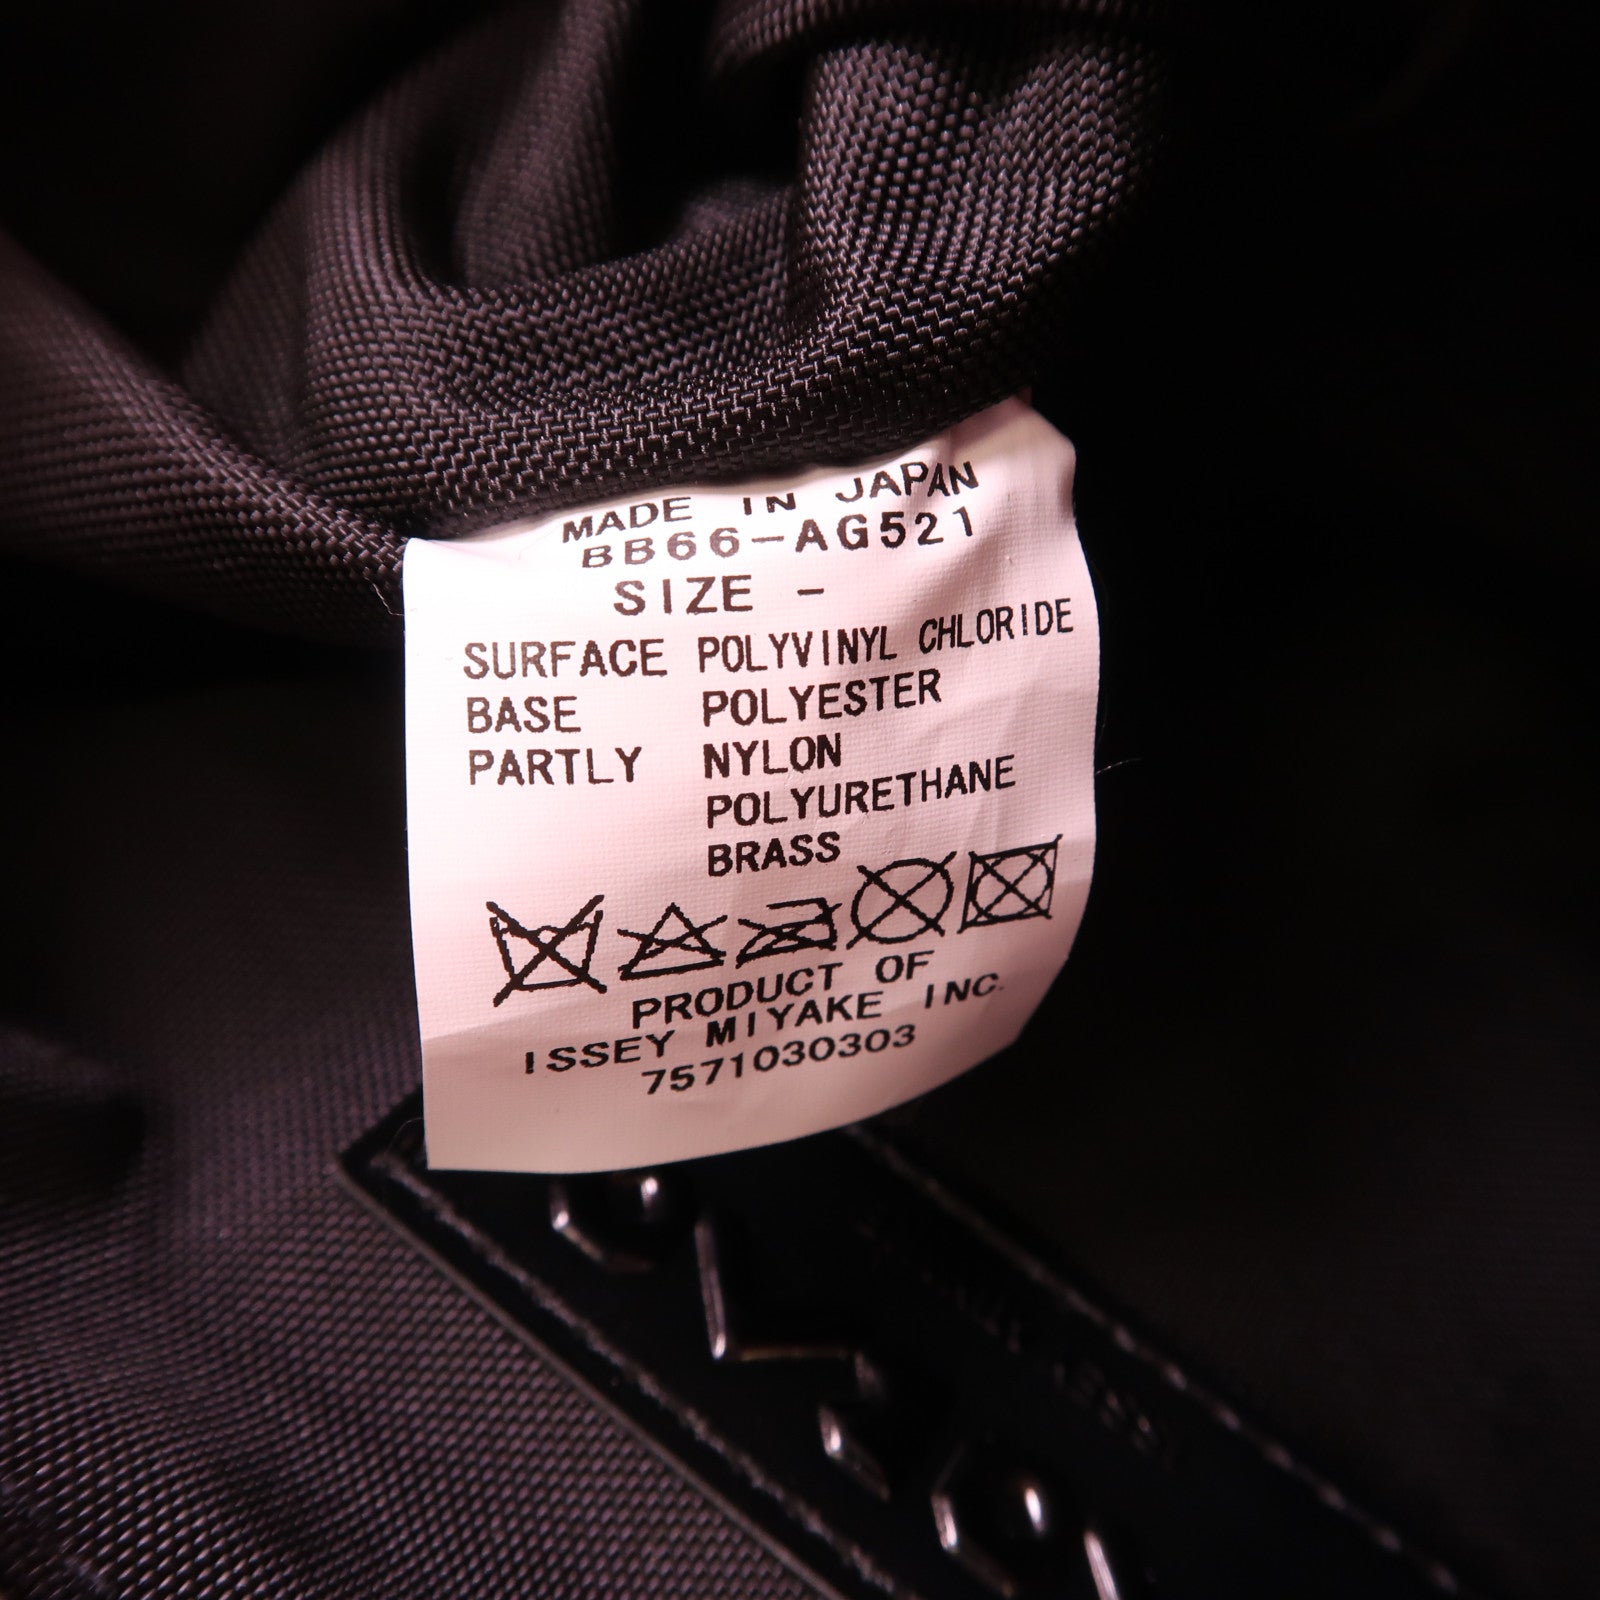 MADE IN JAPAN
BB66-AG521
SIZE -
SURFACE POLYVINYL CHLORIDE
BASE POLYESTER
PARTLY NYLON
POLYURETHANE
BRASS
PRODUCT OF
ISSEY MIYAKE INC.
7571030303